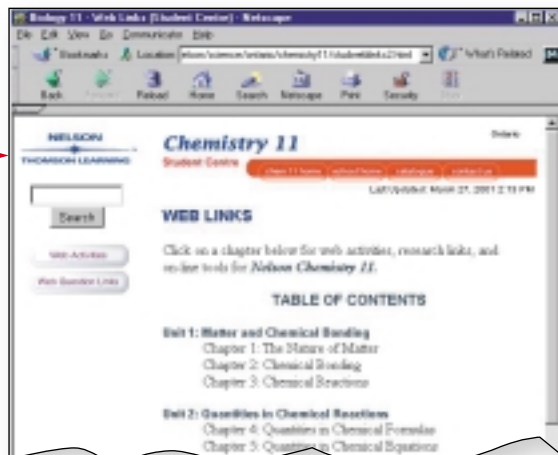 Biology 11 - Web Links (Student Centre) - Netscape
File Edit View Go Communicator Help
Bookmarks Location: What's Related
Back Forward Reload Home Search Netscape Print Security Stop
NELSON
THOMSON LEARNING
Search
Web Activities
Web Question Links
Chemistry 11
Ontario
Student Centre
chem 11 home school home catalogue contact us
Last Updated: March 27, 2001 2:13 PM
WEB LINKS
Click on a chapter below for web activities, research links, and
on-line tools for Nelson Chemistry 11.
TABLE OF CONTENTS
Unit 1: Matter and Chemical Bonding
Chapter 1: The Nature of Matter
Chapter 2: Chemical Bonding
Chapter 3: Chemical Reactions
Unit 2: Quantities in Chemical Reactions
Chapter 4: Quantities in Chemical Formulas
Chapter 5: Quantities in Chemical Equations